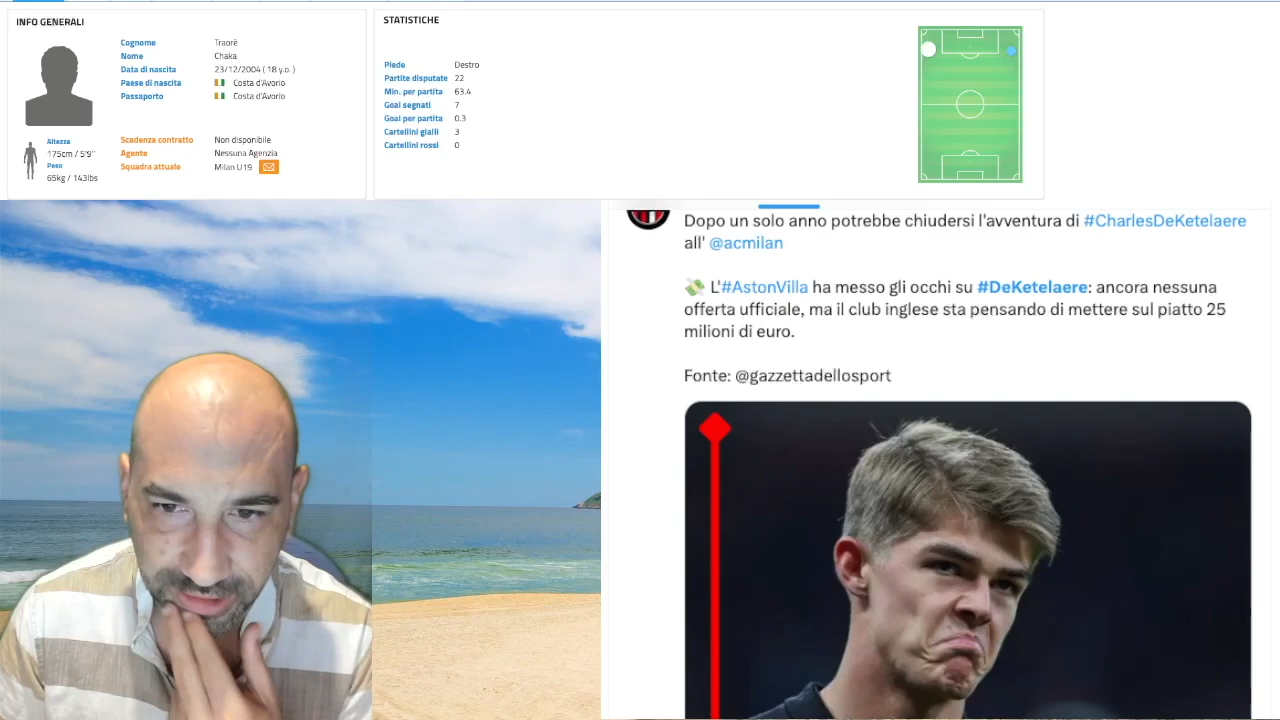 INFO GENERALI
Cognome Traorè
Nome Chaka
Data di nascita 23/12/2004 ( 18 y.o. )
Paese di nascita Costa d'Avorio
Passaporto Costa d'Avorio
Altezza
175cm / 5'9"
Peso
65kg / 143lbs
Scadenza contratto Non disponibile
Agente Nessuna Agenzia
Squadra attuale Milan U19
STATISTICHE
Piede Destro
Partite disputate 22
Min. per partita 63.4
Goal segnati 7
Goal per partita 0.3
Cartellini gialli 3
Cartellini rossi 0
Dopo un solo anno potrebbe chiudersi l'avventura di #CharlesDeKetelaere
all' @acmilan
💸 L'#AstonVilla ha messo gli occhi su #DeKetelaere: ancora nessuna
offerta ufficiale, ma il club inglese sta pensando di mettere sul piatto 25
milioni di euro.
Fonte: @gazzettadellosport